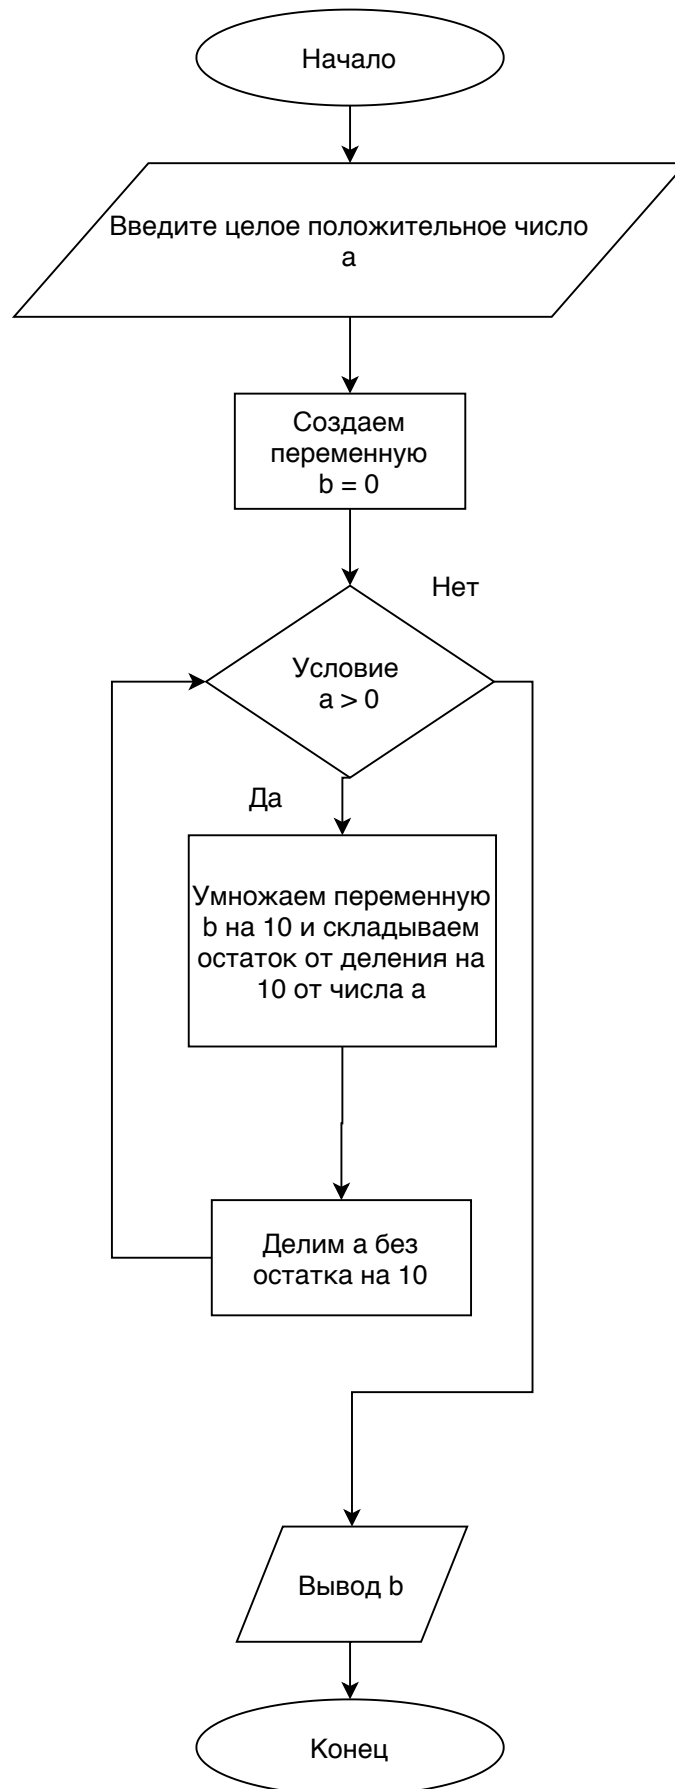 Начало
Введите целое положительное число
a
Создаем
переменную
b = 0
Нет
Условие
a > 0
Да
Умножаем переменную
b на 10 и складываем
остаток от деления на
10 от числа a
Делим a без
остатка на 10
Вывод b
Конец